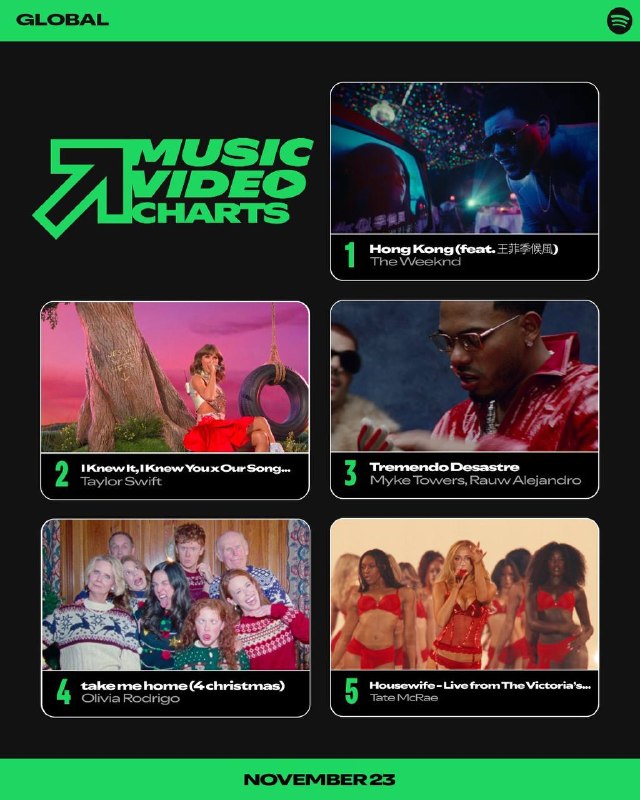 GLOBAL
MUSIC
VIDEO
CHARTS
1
Hong Kong (feat. 王菲季候風)
The Weeknd
2
I Knew It, I Knew You x Our Song...
Taylor Swift
3
Tremendo Desastre
Myke Towers, Rauw Alejandro
4
take me home (4 christmas)
Olivia Rodrigo
5
Housewife - Live from The Victoria's...
Tate McRae
NOVEMBER 23